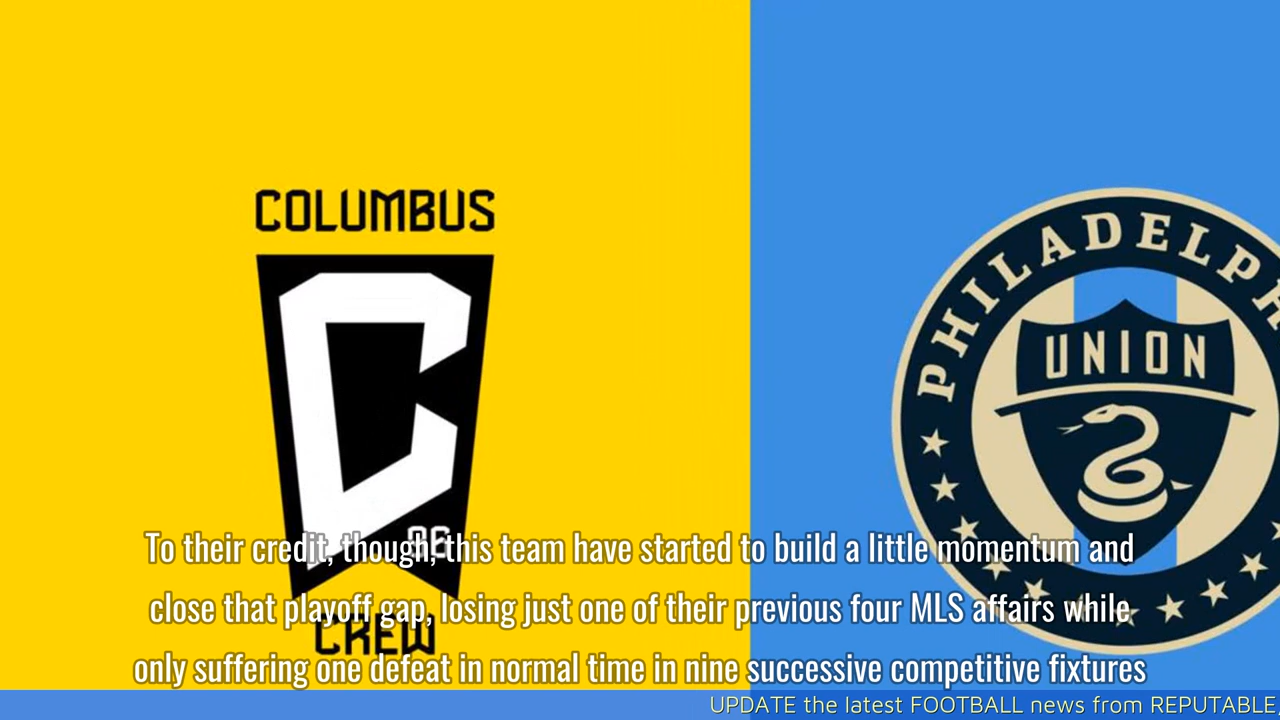 COLUMBUS
96
CREW
PHILADELPH
UNION
To their credit, though, this team have started to build a little momentum and
close that playoff gap, losing just one of their previous four MLS affairs while
only suffering one defeat in normal time in nine successive competitive fixtures
UPDATE the latest FOOTBALL news from REPUTABLE